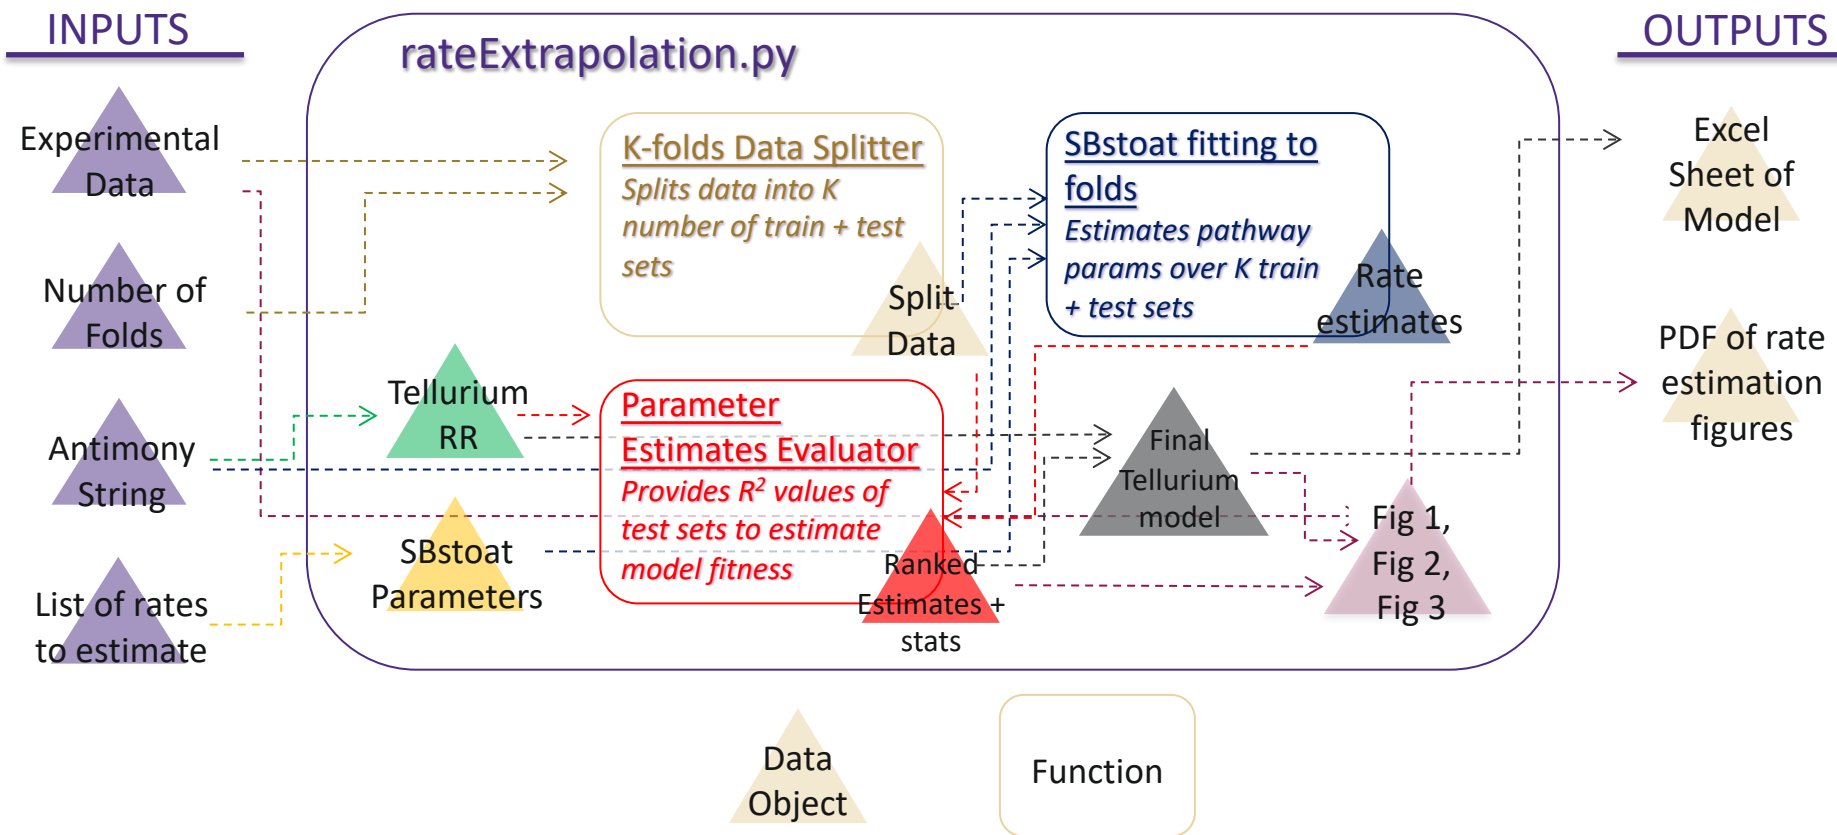 INPUTS
Experimental
Data
Number of
Folds
Antimony
String
List of rates
to estimate
rateExtrapolation.py
K-folds Data Splitter
Splits data into K
number of train + test
sets
Split
Data
SBstoat fitting to
folds
Estimates pathway
params over K train
+ test sets
Rate
estimates
Tellurium
RR
SBstoat
Parameters
Parameter
Estimates Evaluator
Provides R² values of
test sets to estimate
model fitness
Ranked
Estimates +
stats
Final
Tellurium
model
Fig 1,
Fig 2,
Fig 3
OUTPUTS
Excel
Sheet of
Model
PDF of rate
estimation
figures
Data
Object
Function